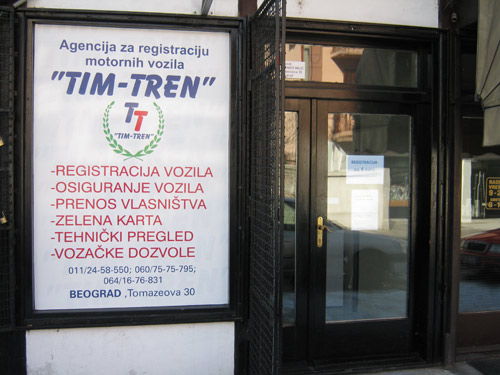 Agencija za registraciju
motornih vozila
"TIM-TREN"
TT
"TIM-TREN"
-REGISTRACIJA VOZILA
-OSIGURANJE VOZILA
-PRENOS VLASNIŠTVA
-ZELENA KARTA
-TEHNIČKI PREGLED
-VOZAČKE DOZVOLE
011/24-58-550; 060/75-75-795;
064/16-76-831
BEOGRAD ,Tomazeova 30
REGISTRACIJA